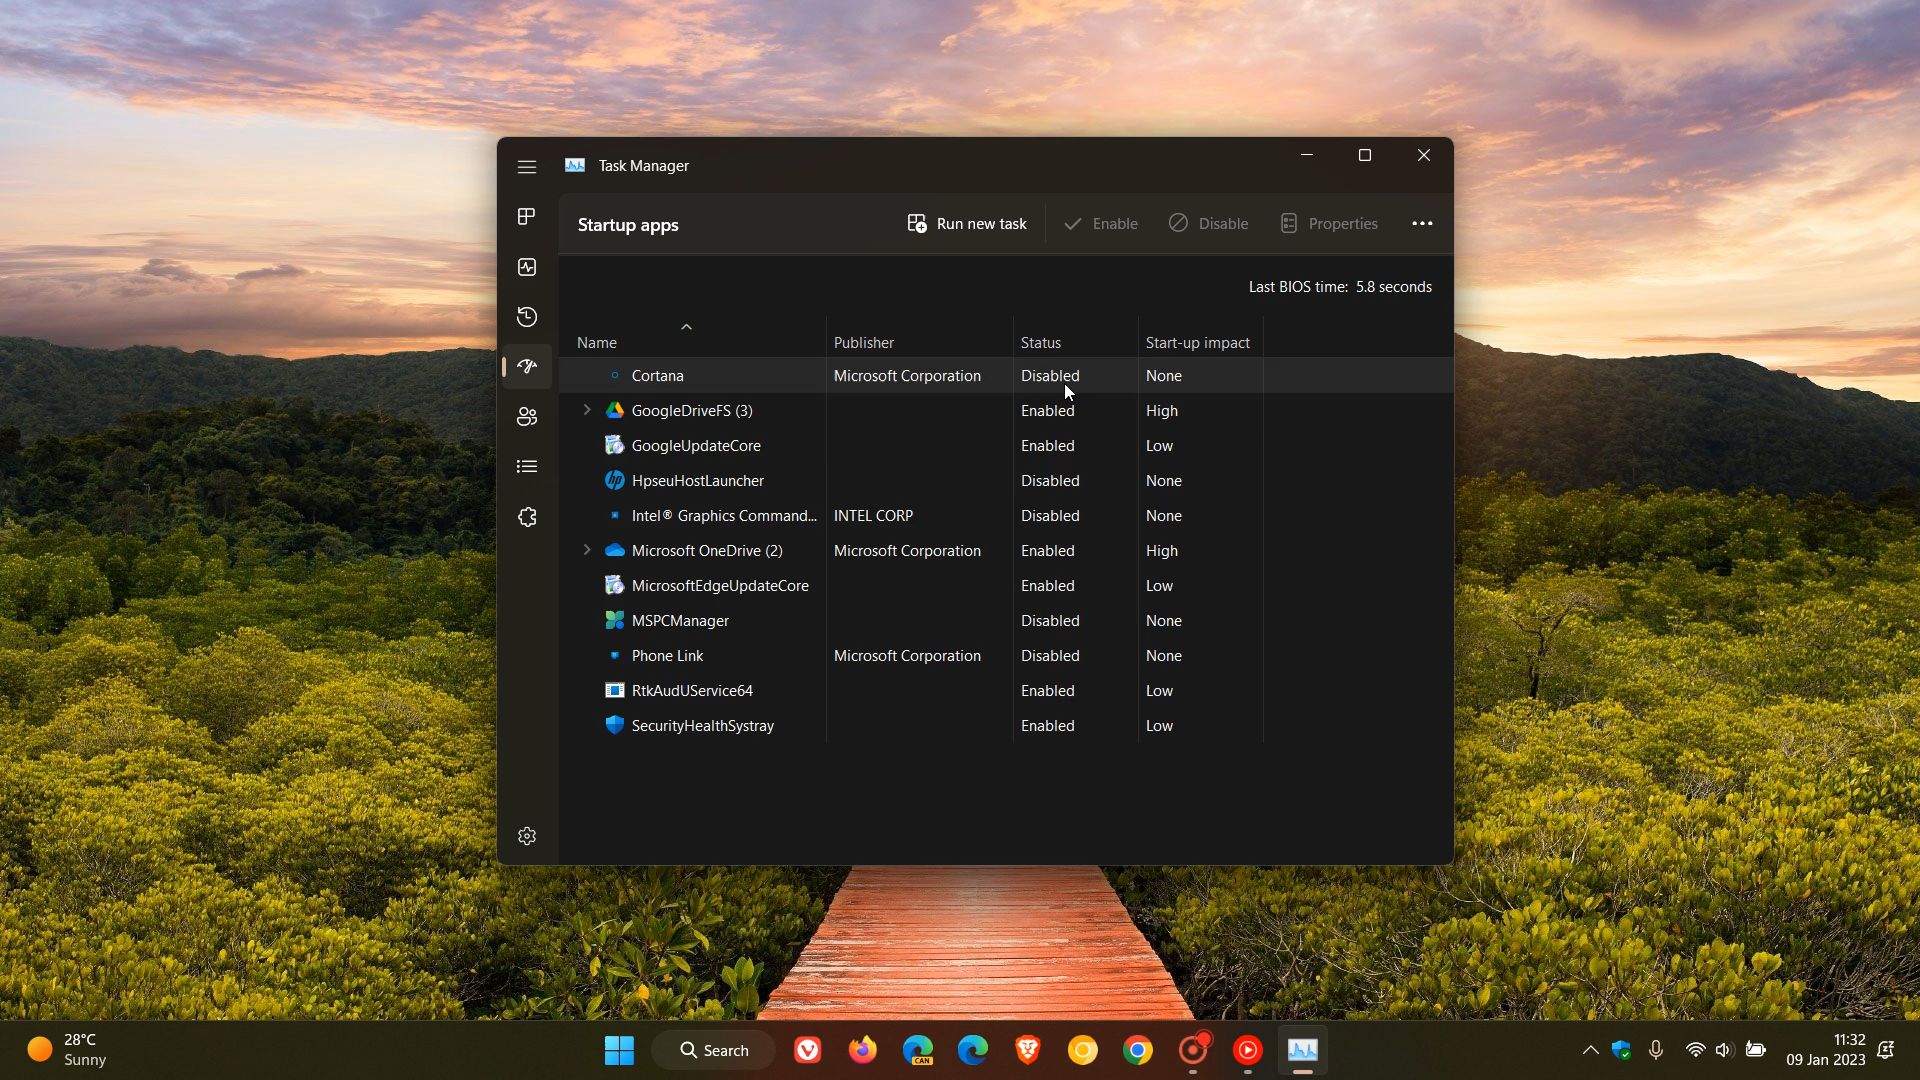 Task Manager
Startup apps
Run new task
Enable
Disable
Properties
Last BIOS time: 5.8 seconds
Name Publisher Status Start-up impact
Cortana Microsoft Corporation Disabled None
GoogleDriveFS (3) Enabled High
GoogleUpdateCore Enabled Low
HpseuHostLauncher Disabled None
Intel® Graphics Command... INTEL CORP Disabled None
Microsoft OneDrive (2) Microsoft Corporation Enabled High
MicrosoftEdgeUpdateCore Enabled Low
MSPCManager Disabled None
Phone Link Microsoft Corporation Disabled None
RtkAudUService64 Enabled Low
SecurityHealthSystray Enabled Low
28°C
Sunny
Search
CAN
11:32
09 Jan 2023